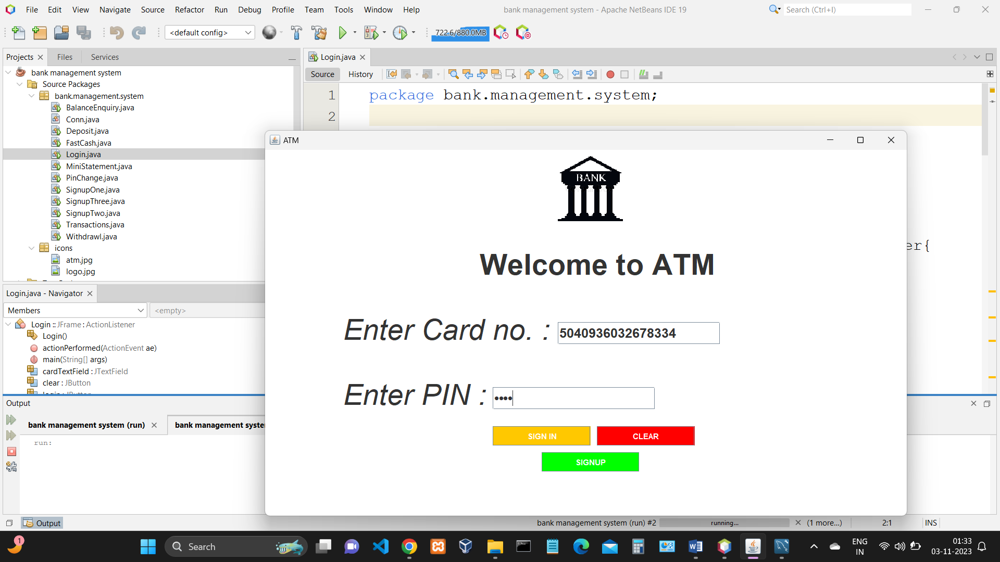 File Edit View Navigate Source Refactor Run Debug Profile Team Tools Window Help
bank management system - Apache NetBeans IDE 19
Search (Ctrl+I)
<default config>
722.6/880.0MB
Projects Files Services
Login.java
bank management system
Source Packages
bank.management.system
BalanceEnquiry.java
Conn.java
Deposit.java
FastCash.java
Login.java
MiniStatement.java
PinChange.java
SignupOne.java
SignupThree.java
SignupTwo.java
Transactions.java
Withdrawl.java
icons
atm.jpg
logo.jpg
Source History
1 package bank.management.system;
2
er{
ATM
BANK
Welcome to ATM
Enter Card no. : 5040936032678334
Enter PIN : ••••
SIGN IN CLEAR
SIGNUP
Login.java - Navigator
Members <empty>
Login :: JFrame : ActionListener
Login()
actionPerformed(ActionEvent ae)
main(String[] args)
cardTextField : JTextField
clear : JButton
Output
bank management system (run) bank management syste
run:
Output
bank management system (run) #2 running... (1 more...) 2:1 INS
1
Search
ENG
IN
01:33
03-11-2023